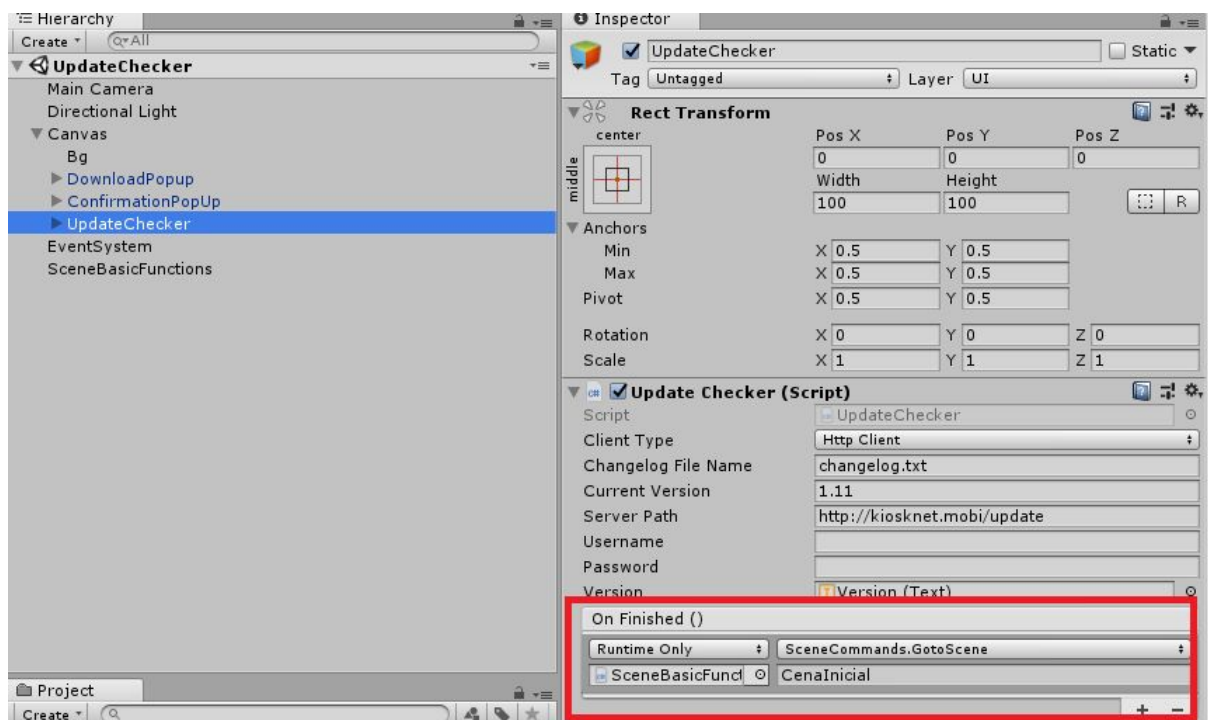 Hierarchy
Create All
UpdateChecker
Main Camera
Directional Light
Canvas
Bg
DownloadPopup
ConfirmationPopUp
UpdateChecker
EventSystem
SceneBasicFunctions
Project
Create
Inspector
UpdateChecker Static
Tag Untagged Layer UI
Rect Transform
center Pos X Pos Y Pos Z
middle
0 0 0
Width Height
100 100 R
Anchors
Min X 0.5 Y 0.5
Max X 0.5 Y 0.5
Pivot X 0.5 Y 0.5
Rotation X 0 Y 0 Z 0
Scale X 1 Y 1 Z 1
Update Checker (Script)
Script UpdateChecker
Client Type Http Client
Changelog File Name changelog.txt
Current Version 1.11
Server Path http://kiosknet.mobi/update
Username
Password
Version Version (Text)
On Finished ()
Runtime Only SceneCommands.GotoScene
SceneBasicFunct CenaInicial
+ −